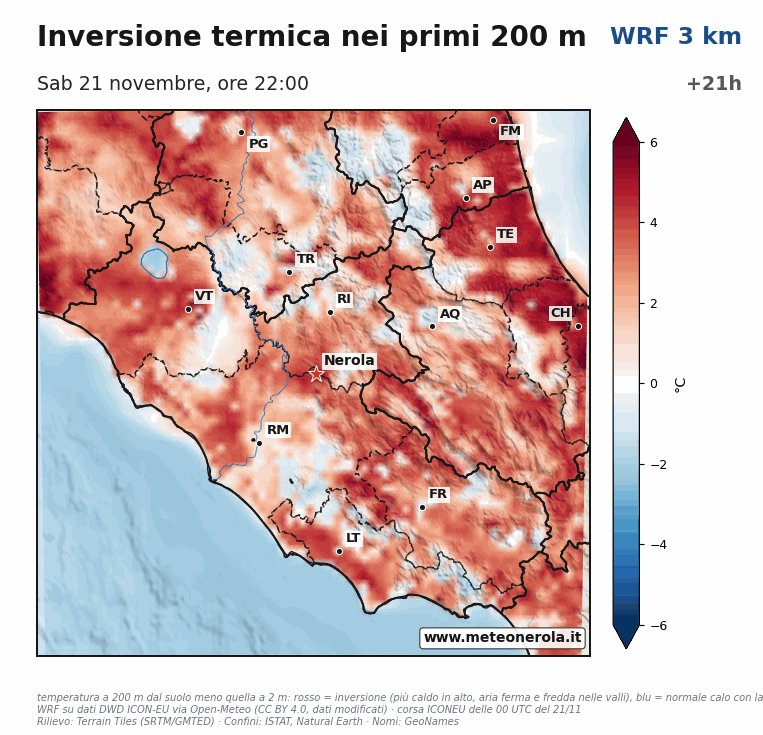 Inversione termica nei primi 200 m WRF 3 km
Sab 21 novembre, ore 22:00 +21h
FM
PG
AP
TE
TR
VT
RI
AQ
CH
Nerola
RM
FR
LT
6
4
2
0
−2
−4
−6
°C
www.meteonerola.it
temperatura a 200 m dal suolo meno quella a 2 m: rosso = inversione (più caldo in alto, aria ferma e fredda nelle valli), blu = normale calo con la
WRF su dati DWD ICON-EU via Open-Meteo (CC BY 4.0, dati modificati) · corsa ICONEU delle 00 UTC del 21/11
Rilievo: Terrain Tiles (SRTM/GMTED) · Confini: ISTAT, Natural Earth · Nomi: GeoNames